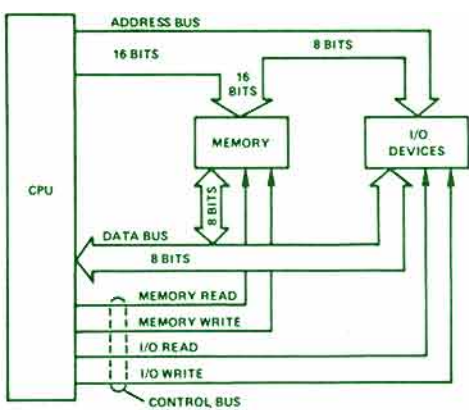 ADDRESS BUS
16 BITS
8 BITS
16
BITS
MEMORY
I/O
DEVICES
CPU
8 BITS
DATA BUS
8 BITS
MEMORY READ
MEMORY WRITE
I/O READ
I/O WRITE
CONTROL BUS